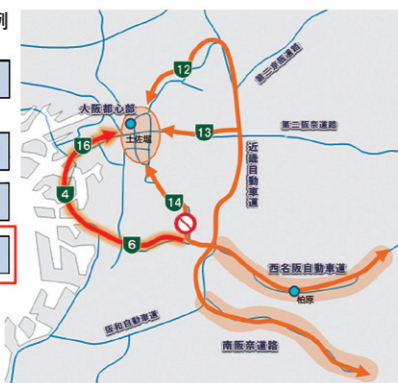 例
第二京阪道路
12
大阪都心部
土佐堀
16
13
第二阪奈道路
近畿自動車道
4
14
6
西名阪自動車道
柏原
阪和自動車道
南阪奈道路